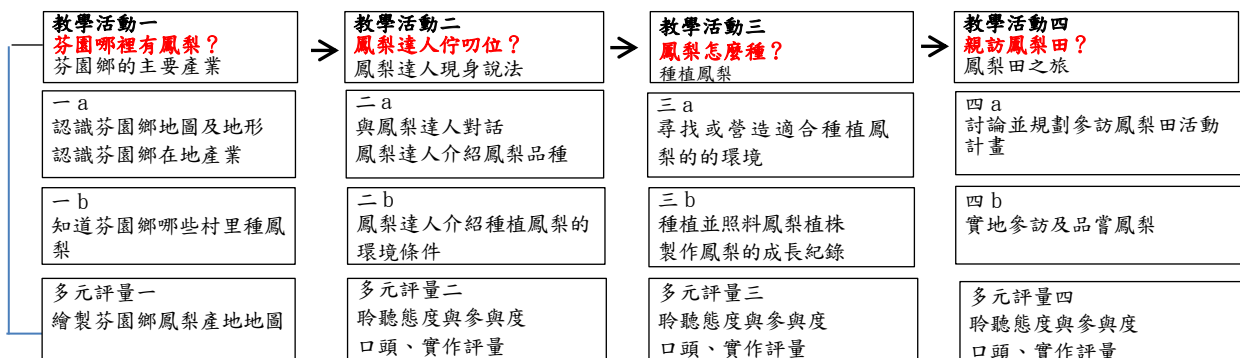 教學活動一
芬園哪裡有鳳梨？
芬園鄉的主要產業
一 a
認識芬園鄉地圖及地形
認識芬園鄉在地產業
一 b
知道芬園鄉哪些村里種鳳
梨
多元評量一
繪製芬園鄉鳳梨產地地圖
教學活動二
鳳梨達人佇叨位？
鳳梨達人現身說法
二 a
與鳳梨達人對話
鳳梨達人介紹鳳梨品種
二 b
鳳梨達人介紹種植鳳梨的
環境條件
多元評量二
聆聽態度與參與度
口頭、實作評量
教學活動三
鳳梨怎麼種？
種植鳳梨
三 a
尋找或營造適合種植鳳
梨的的環境
三 b
種植並照料鳳梨植株
製作鳳梨的成長紀錄
多元評量三
聆聽態度與參與度
口頭、實作評量
教學活動四
親訪鳳梨田？
鳳梨田之旅
四 a
討論並規劃參訪鳳梨田活動
計畫
四 b
實地參訪及品嘗鳳梨
多元評量四
聆聽態度與參與度
口頭、實作評量